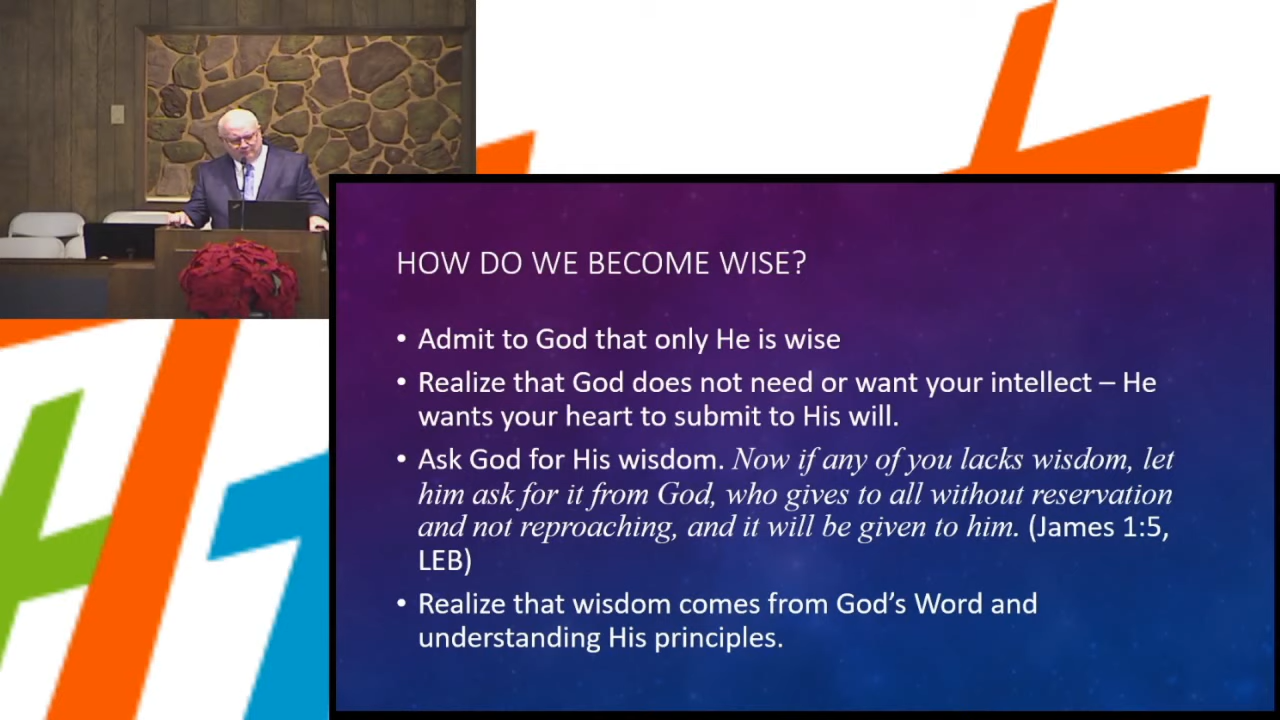 HOW DO WE BECOME WISE?
• Admit to God that only He is wise
• Realize that God does not need or want your intellect – He
wants your heart to submit to His will.
• Ask God for His wisdom. Now if any of you lacks wisdom, let
him ask for it from God, who gives to all without reservation
and not reproaching, and it will be given to him. (James 1:5,
LEB)
• Realize that wisdom comes from God’s Word and
understanding His principles.